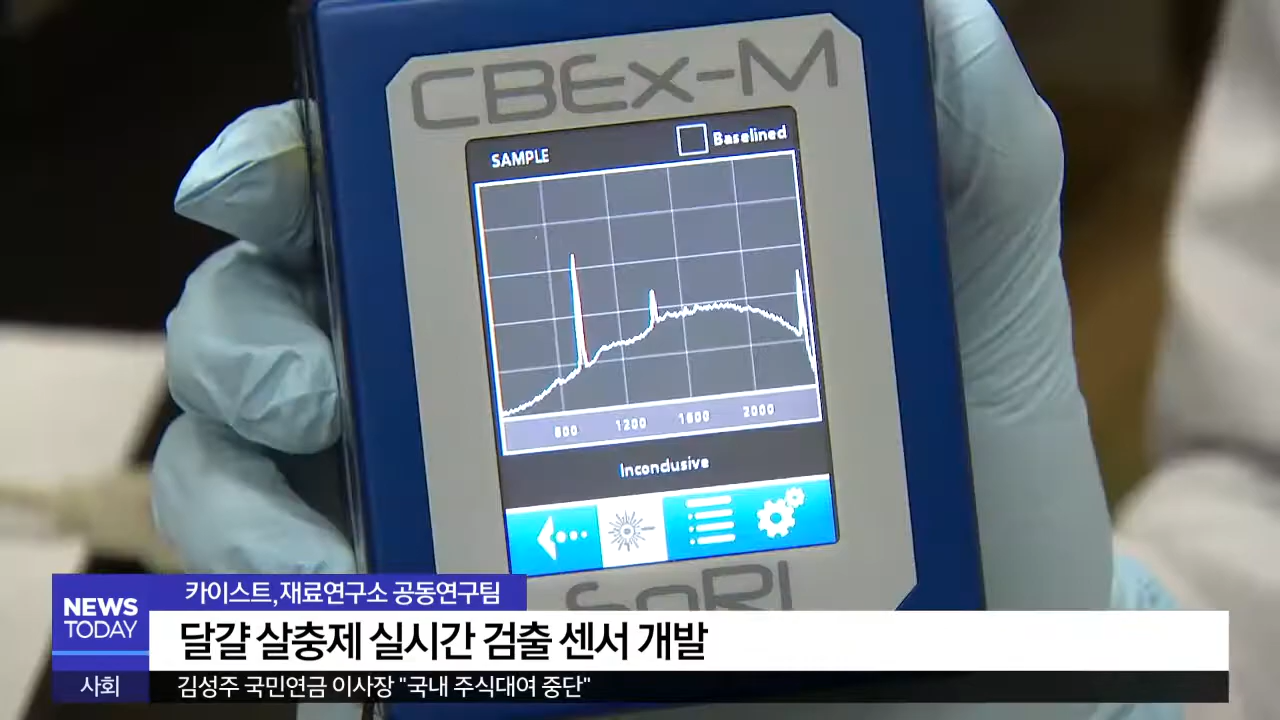 CBEx-M
SAMPLE
Baselined
800 1200 1600 2000
Inconclusive
카이스트,재료연구소 공동연구팀
NEWS
TODAY
달걀 살충제 실시간 검출 센서 개발
사회
김성주 국민연금 이사장 "국내 주식대여 중단"